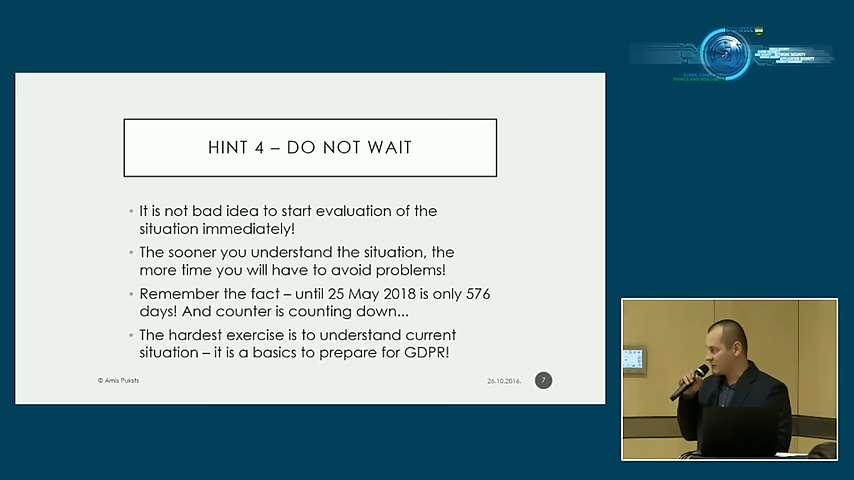 HINT 4 – DO NOT WAIT
• It is not bad idea to start evaluation of the
situation immediately!
• The sooner you understand the situation, the
more time you will have to avoid problems!
• Remember the fact – until 25 May 2018 is only 576
days! And counter is counting down...
• The hardest exercise is to understand current
situation – it is a basics to prepare for GDPR!
© Arnis Puksts
26.10.2016.
7